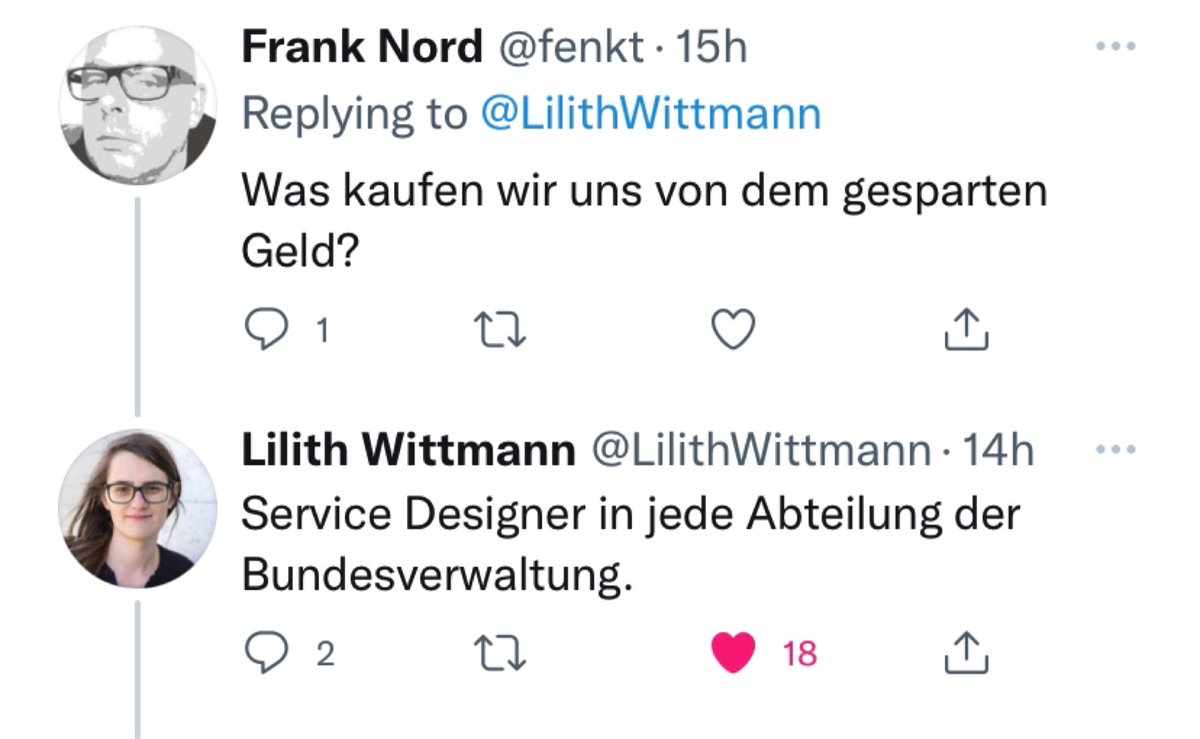 Frank Nord @fenkt · 15h
Replying to @LilithWittmann
Was kaufen wir uns von dem gesparten
Geld?
1
Lilith Wittmann @LilithWittmann · 14h
Service Designer in jede Abteilung der
Bundesverwaltung.
2 18